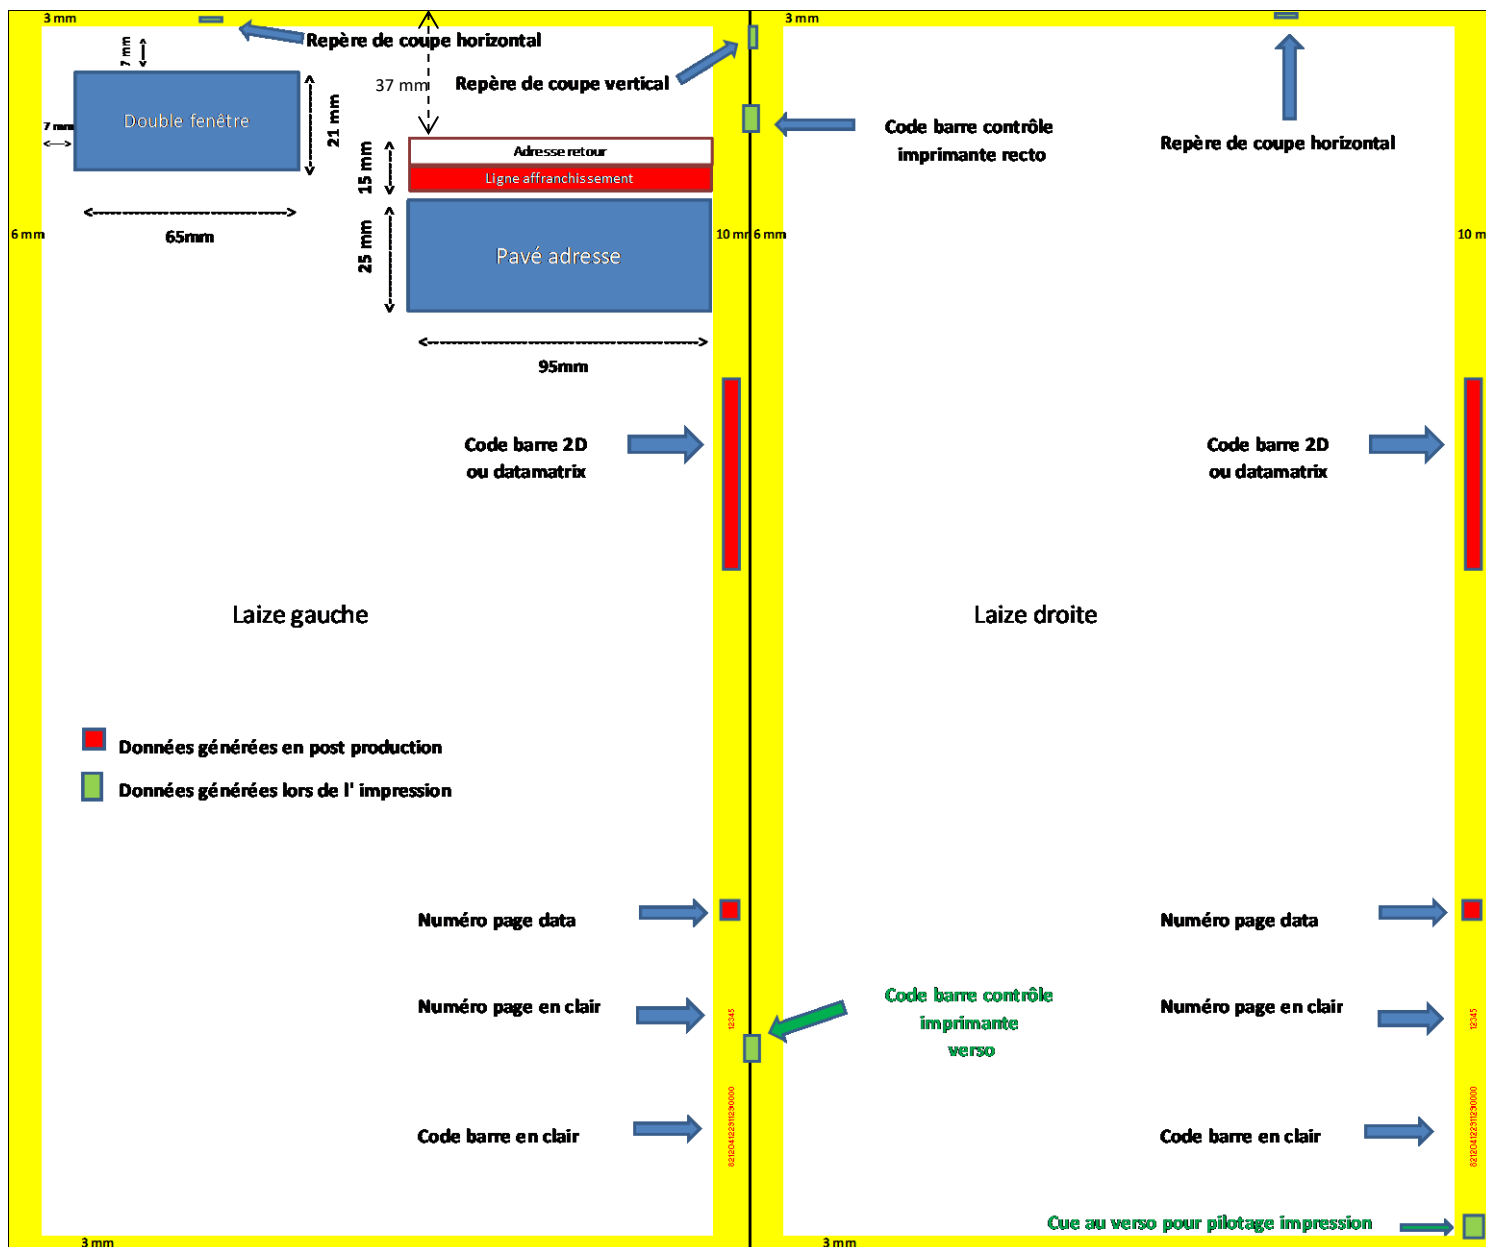 3 mm
3 mm
Repère de coupe horizontal
7 mm
37 mm
Repère de coupe vertical
Double fenêtre
21 mm
7 mm
Code barre contrôle
imprimante recto
Repère de coupe horizontal
Adresse retour
15 mm
Ligne affranchissement
6 mm
65mm
25 mm
Pavé adresse
10 mm
6 mm
10 m
95mm
Code barre 2D
ou datamatrix
Code barre 2D
ou datamatrix
Laize gauche
Laize droite
Données générées en post production
Données générées lors de l' impression
Numéro page data
Numéro page data
Numéro page en clair
12345
Code barre contrôle
imprimante
verso
Numéro page en clair
12345
Code barre en clair
Code barre en clair
Cue au verso pour pilotage impression
3 mm
3 mm